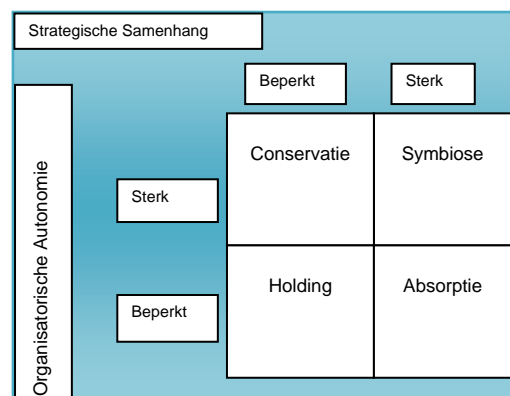 Strategische Samenhang
Beperkt Sterk
Organisatorische Autonomie
Conservatie Symbiose
Sterk
Holding Absorptie
Beperkt